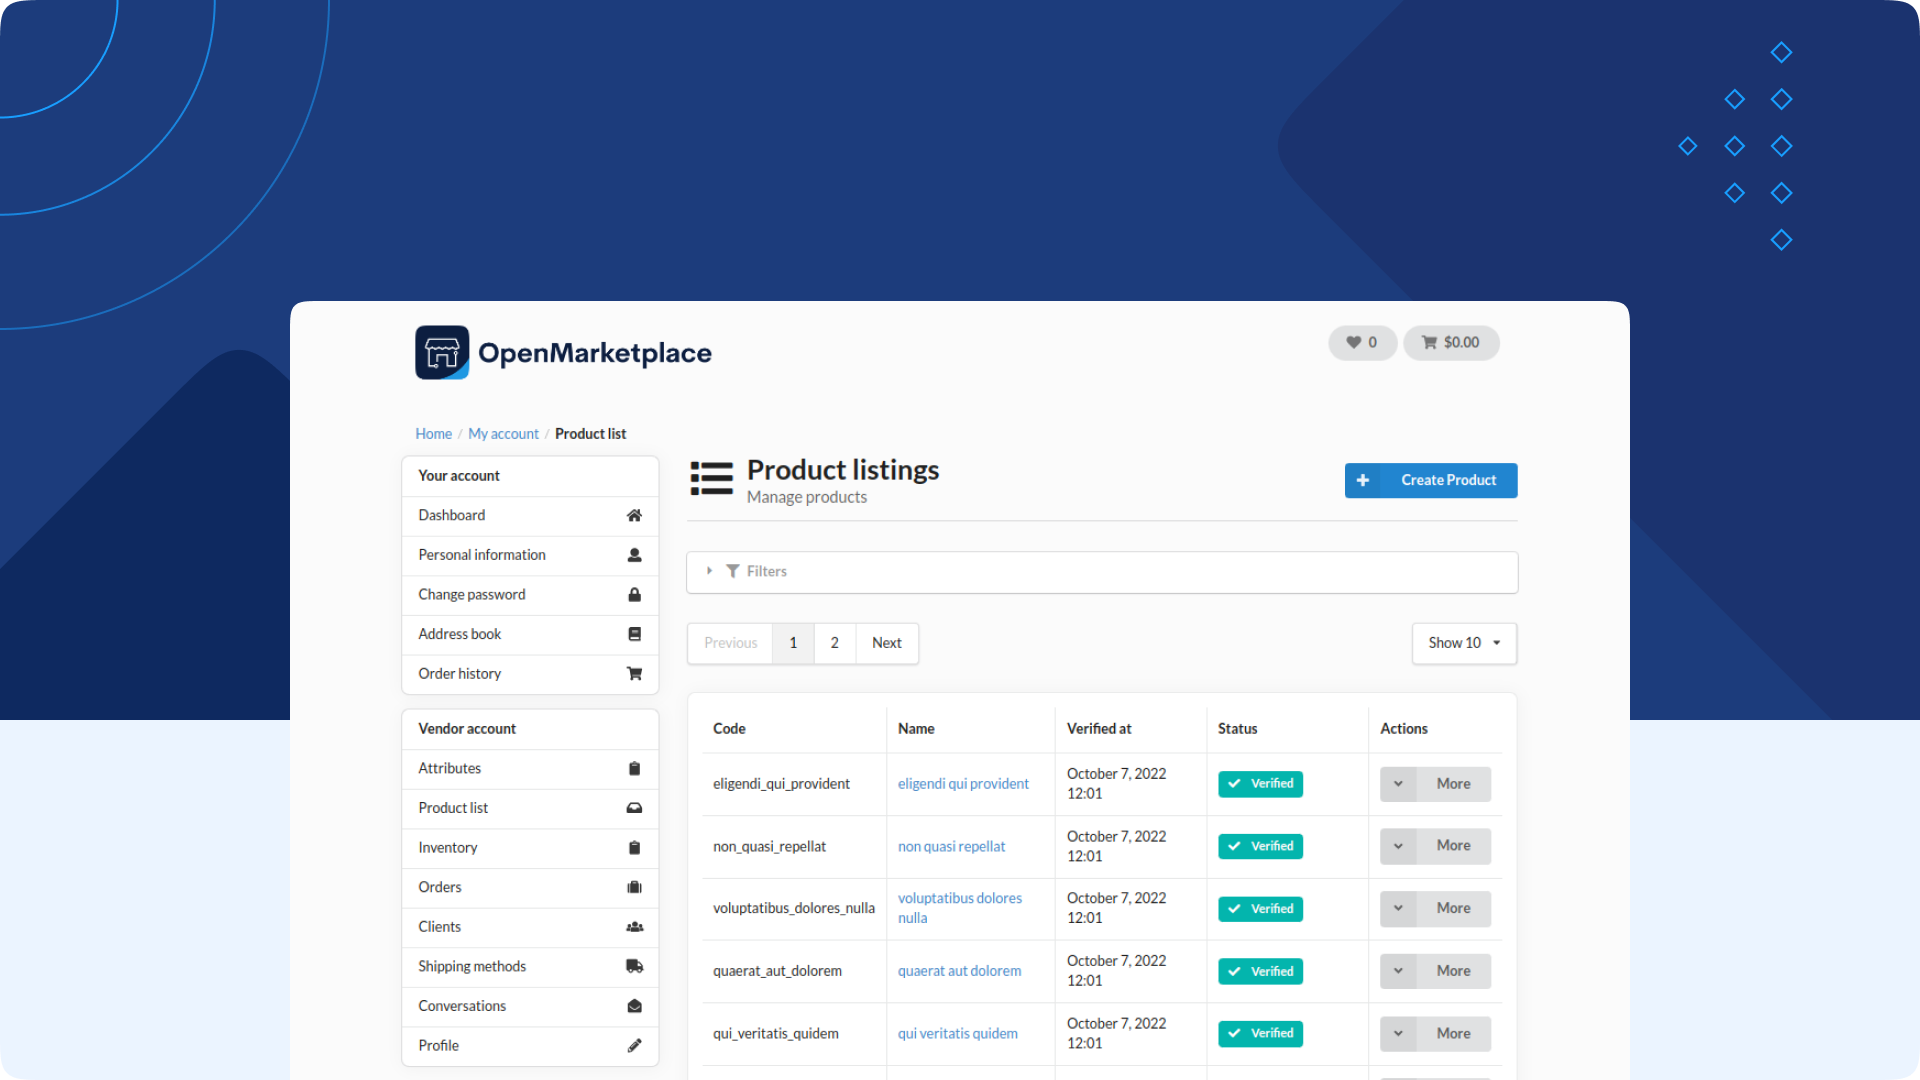 OpenMarketplace
0
$0.00
Home / My account / Product list
Your account
Dashboard
Personal information
Change password
Address book
Order history
Vendor account
Attributes
Product list
Inventory
Orders
Clients
Shipping methods
Conversations
Profile
Product listings
Manage products
Create Product
Filters
Previous 1 2 Next
Show 10
Code Name Verified at Status Actions
eligendi_qui_provident eligendi qui provident October 7, 2022 Verified More
12:01
non_quasi_repellat non quasi repellat October 7, 2022 Verified More
12:01
voluptatibus_dolores_nulla voluptatibus dolores October 7, 2022 Verified More
nulla 12:01
quaerat_aut_dolorem quaerat aut dolorem October 7, 2022 Verified More
12:01
qui_veritatis_quidem qui veritatis quidem October 7, 2022 Verified More
12:01